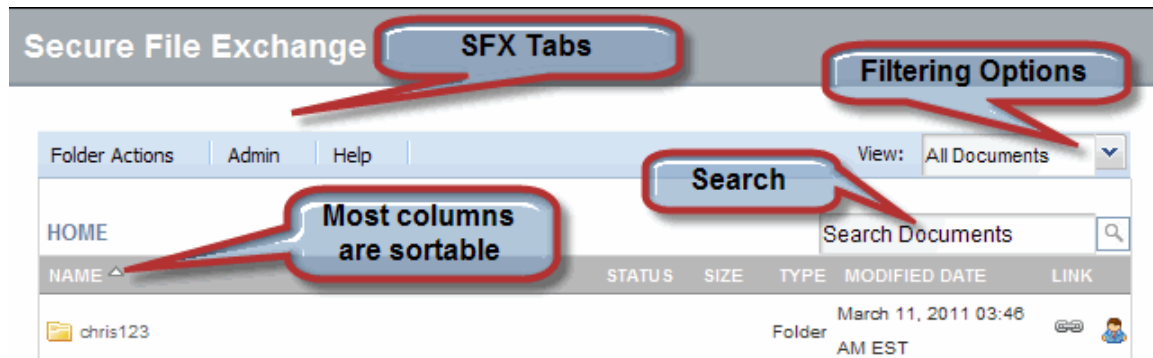 Secure File Exchange
SFX Tabs
Filtering Options
Folder Actions Admin Help View: All Documents
Search
Most columns
are sortable
HOME Search Documents
NAME STATUS SIZE TYPE MODIFIED DATE LINK
chris123 Folder March 11, 2011 03:46
AM EST